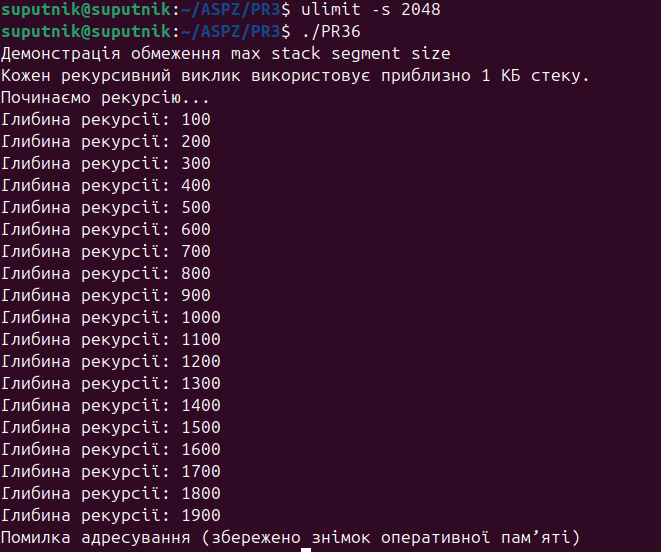 suputnik@suputnik:~/ASPZ/PR3$ ulimit -s 2048
suputnik@suputnik:~/ASPZ/PR3$ ./PR36
Демонстрація обмеження max stack segment size
Кожен рекурсивний виклик використовує приблизно 1 КБ стеку.
Починаємо рекурсію...
Глибина рекурсії: 100
Глибина рекурсії: 200
Глибина рекурсії: 300
Глибина рекурсії: 400
Глибина рекурсії: 500
Глибина рекурсії: 600
Глибина рекурсії: 700
Глибина рекурсії: 800
Глибина рекурсії: 900
Глибина рекурсії: 1000
Глибина рекурсії: 1100
Глибина рекурсії: 1200
Глибина рекурсії: 1300
Глибина рекурсії: 1400
Глибина рекурсії: 1500
Глибина рекурсії: 1600
Глибина рекурсії: 1700
Глибина рекурсії: 1800
Глибина рекурсії: 1900
Помилка адресування (збережено знімок оперативної пам’яті)